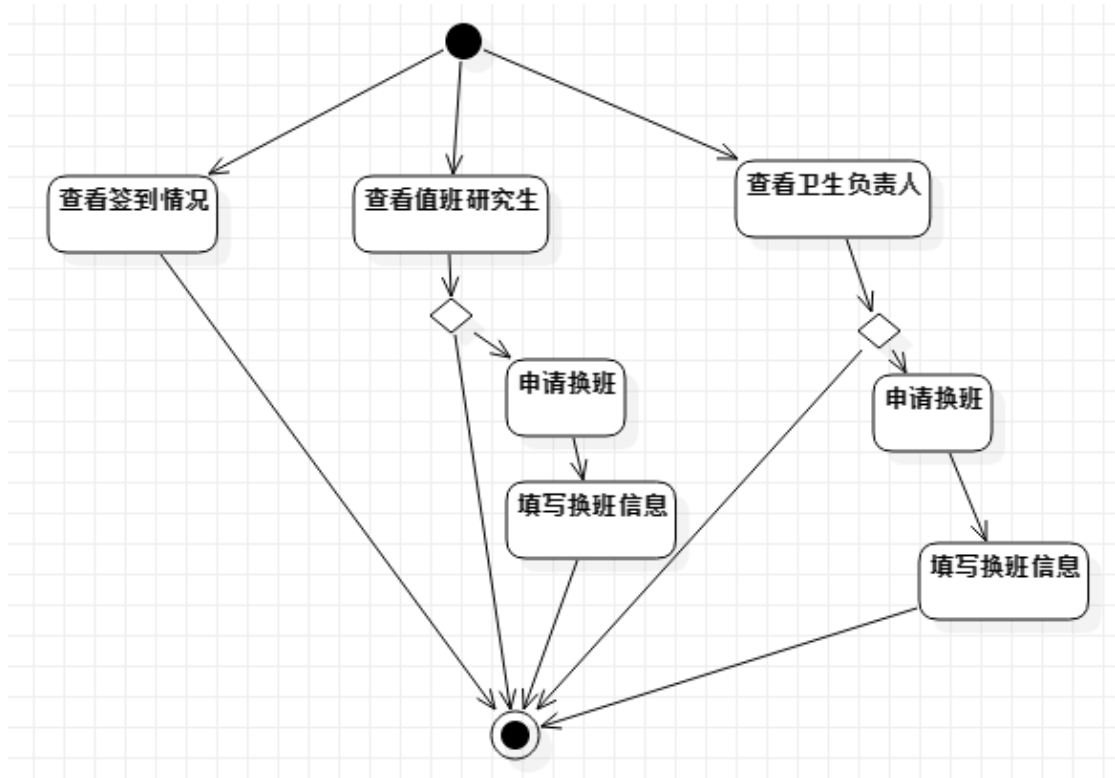 查看签到情况
查看值班研究生
查看卫生负责人
申请换班
申请换班
填写换班信息
填写换班信息